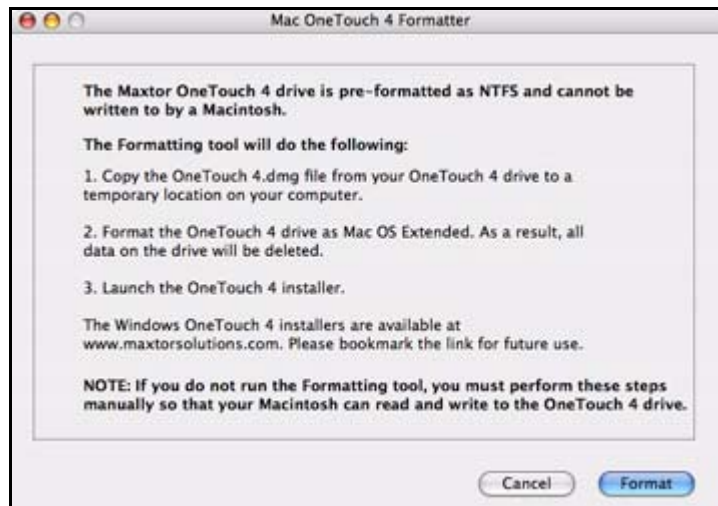 Mac OneTouch 4 Formatter
The Maxtor OneTouch 4 drive is pre-formatted as NTFS and cannot be
written to by a Macintosh.
The Formatting tool will do the following:
1. Copy the OneTouch 4.dmg file from your OneTouch 4 drive to a
temporary location on your computer.
2. Format the OneTouch 4 drive as Mac OS Extended. As a result, all
data on the drive will be deleted.
3. Launch the OneTouch 4 installer.
The Windows OneTouch 4 installers are available at
www.maxtorsolutions.com. Please bookmark the link for future use.
NOTE: If you do not run the Formatting tool, you must perform these steps
manually so that your Macintosh can read and write to the OneTouch 4 drive.
Cancel Format